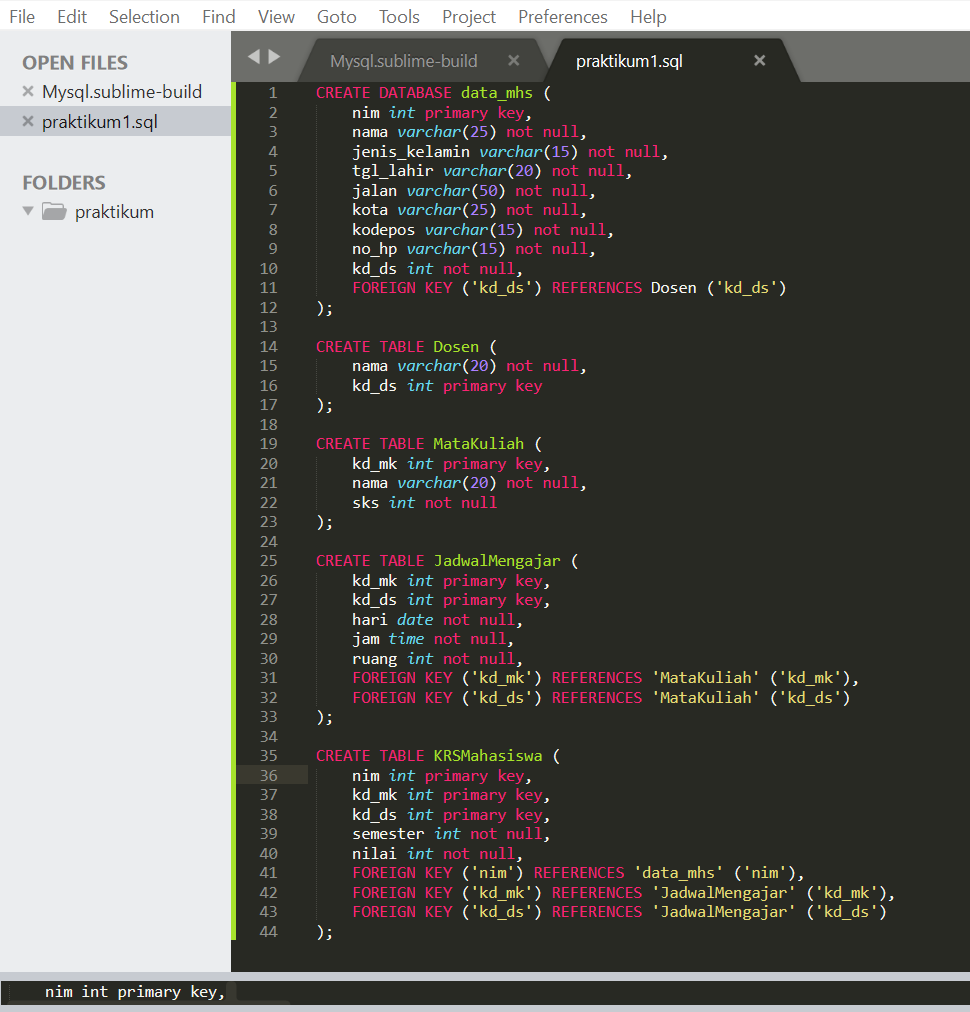 File Edit Selection Find View Goto Tools Project Preferences Help
OPEN FILES
Mysql.sublime-build
praktikum1.sql
FOLDERS
praktikum
Mysql.sublime-build praktikum1.sql
1 CREATE DATABASE data_mhs (
2 nim int primary key,
3 nama varchar(25) not null,
4 jenis_kelamin varchar(15) not null,
5 tgl_lahir varchar(20) not null,
6 jalan varchar(50) not null,
7 kota varchar(25) not null,
8 kodepos varchar(15) not null,
9 no_hp varchar(15) not null,
10 kd_ds int not null,
11 FOREIGN KEY ('kd_ds') REFERENCES Dosen ('kd_ds')
12 );
13
14 CREATE TABLE Dosen (
15 nama varchar(20) not null,
16 kd_ds int primary key
17 );
18
19 CREATE TABLE MataKuliah (
20 kd_mk int primary key,
21 nama varchar(20) not null,
22 sks int not null
23 );
24
25 CREATE TABLE JadwalMengajar (
26 kd_mk int primary key,
27 kd_ds int primary key,
28 hari date not null,
29 jam time not null,
30 ruang int not null,
31 FOREIGN KEY ('kd_mk') REFERENCES 'MataKuliah' ('kd_mk'),
32 FOREIGN KEY ('kd_ds') REFERENCES 'MataKuliah' ('kd_ds')
33 );
34
35 CREATE TABLE KRSMahasiswa (
36 nim int primary key,
37 kd_mk int primary key,
38 kd_ds int primary key,
39 semester int not null,
40 nilai int not null,
41 FOREIGN KEY ('nim') REFERENCES 'data_mhs' ('nim'),
42 FOREIGN KEY ('kd_mk') REFERENCES 'JadwalMengajar' ('kd_mk'),
43 FOREIGN KEY ('kd_ds') REFERENCES 'JadwalMengajar' ('kd_ds')
44 );
nim int primary key,